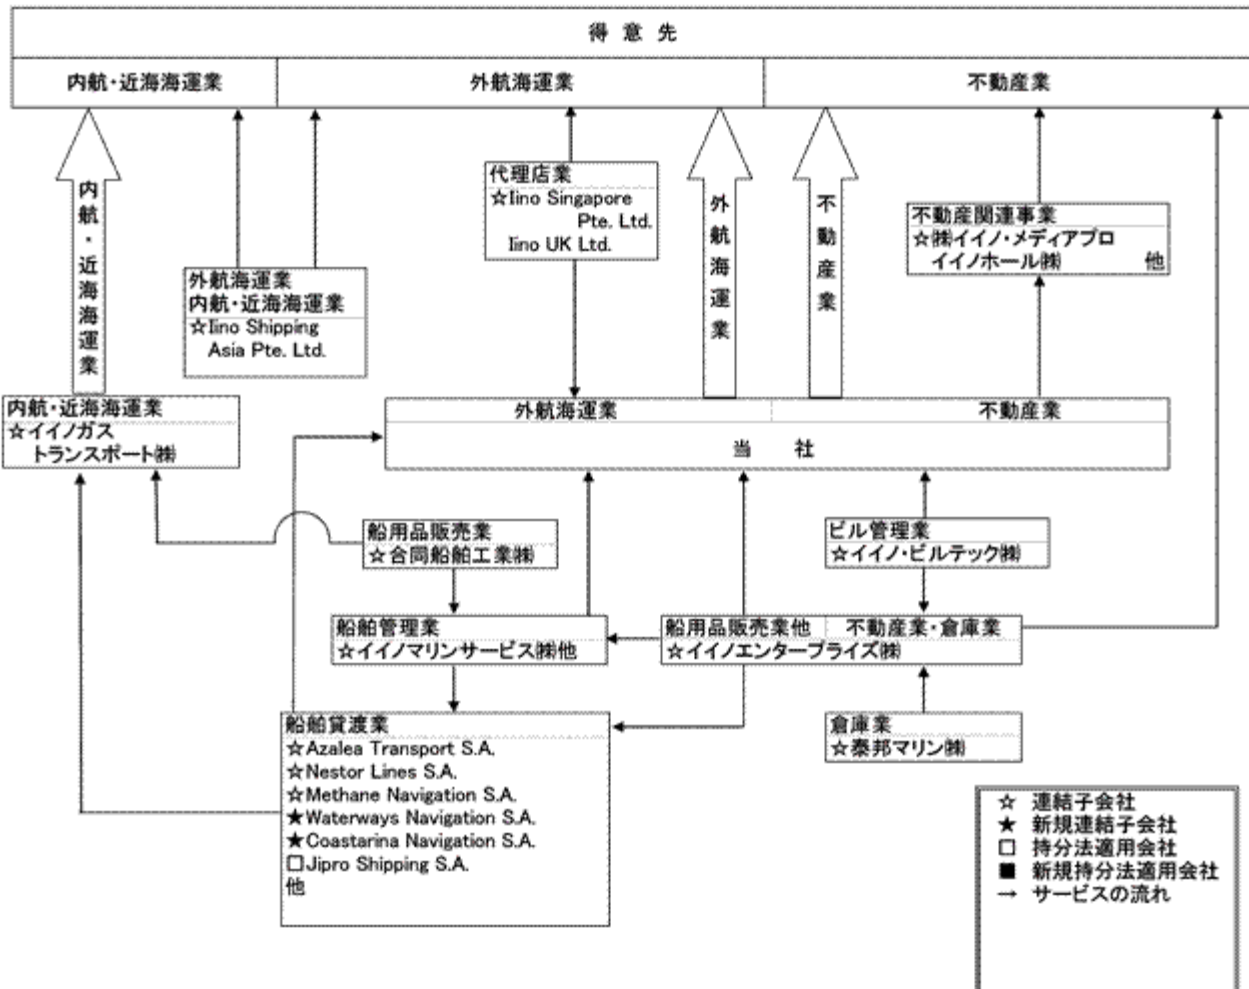 得意先
内航・近海海運業
外航海運業
不動産業
内航・近海海運業
外航海運業
内航・近海海運業
☆Iino Shipping
Asia Pte. Ltd.
代理店業
☆Iino Singapore
Pte. Ltd.
Iino UK Ltd.
外航海運業
不動産業
不動産関連事業
☆㈱イイノ・メディアプロ
イイノホール㈱ 他
内航・近海海運業
☆イイノガス
トランスポート㈱
外航海運業 不動産業
当社
船用品販売業
☆合同船舶工業㈱
ビル管理業
☆イイノ・ビルテック㈱
船舶管理業
☆イイノマリンサービス㈱他
船用品販売業他 不動産業・倉庫業
☆イイノエンタープライズ㈱
船舶貸渡業
☆Azalea Transport S.A.
☆Nestor Lines S.A.
☆Methane Navigation S.A.
★Waterways Navigation S.A.
★Coastarina Navigation S.A.
□Jipro Shipping S.A.
他
倉庫業
☆泰邦マリン㈱
☆ 連結子会社
★ 新規連結子会社
□ 持分法適用会社
■ 新規持分法適用会社
→ サービスの流れ